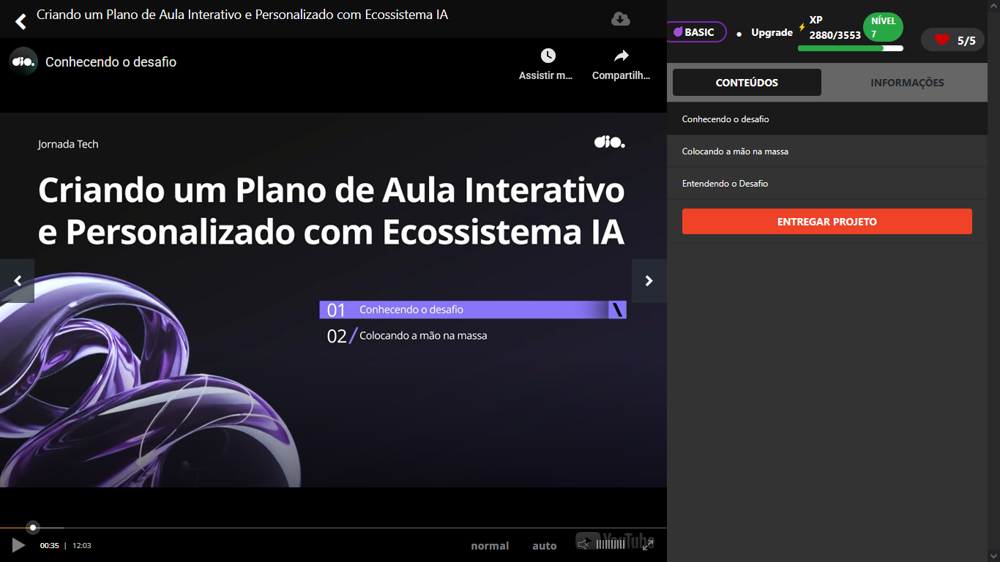 Criando um Plano de Aula Interativo e Personalizado com Ecossistema IA
dio.
Conhecendo o desafio
Assistir m...
Compartilh...
Jornada Tech
dio.
Criando um Plano de Aula Interativo
e Personalizado com Ecossistema IA
01 Conhecendo o desafio
02 / Colocando a mão na massa
00:35 | 12:03
normal
auto
YouTube
BASIC
Upgrade
XP
2880/3553
NÍVEL
7
5/5
CONTEÚDOS
INFORMAÇÕES
Conhecendo o desafio
Colocando a mão na massa
Entendendo o Desafio
ENTREGAR PROJETO